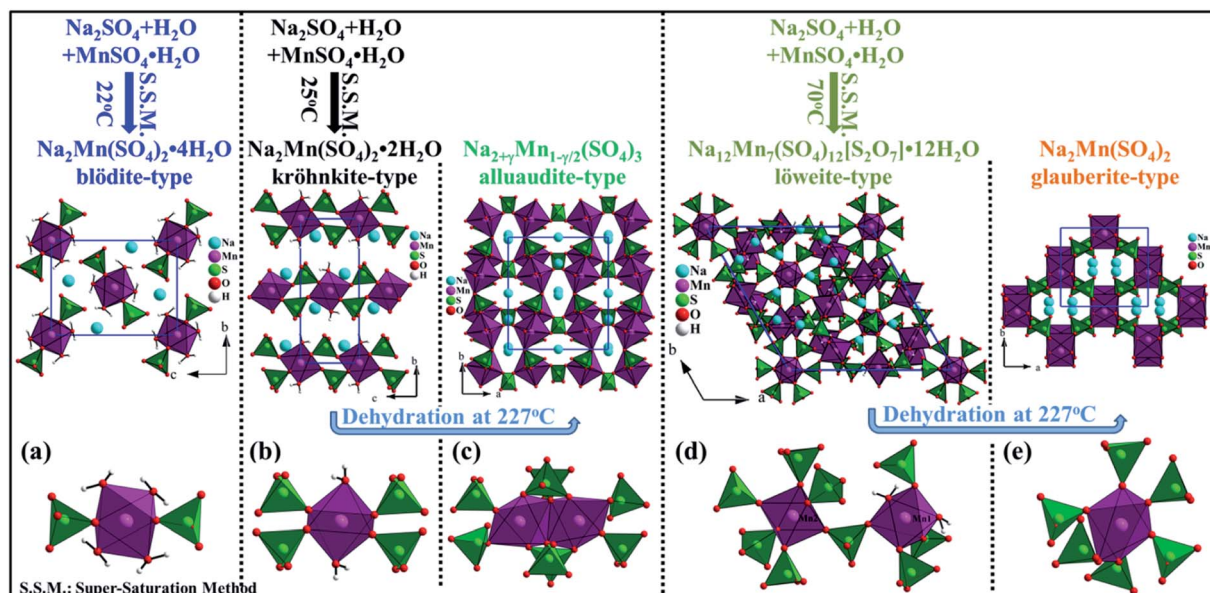 Na₂SO₄+H₂O
+MnSO₄•H₂O
S.S.M.
22°C
Na₂Mn(SO₄)₂•4H₂O
blödite-type
Na
Mn
S
O
H
b
c
(a)
S.S.M.: Super-Saturation Method
Na₂SO₄+H₂O
+MnSO₄•H₂O
S.S.M.
25°C
Na₂Mn(SO₄)₂•2H₂O
kröhnkite-type
Na
Mn
S
O
H
b
c
Na₂₊γMn₁₋γ/₂(SO₄)₃
alluaudite-type
Na
Mn
S
O
b
a
Dehydration at 227°C
(b)
(c)
Na₂SO₄+H₂O
+MnSO₄•H₂O
S.S.M.
70°C
Na₁₂Mn₇(SO₄)₁₂[S₂O₇]•12H₂O
löweite-type
Na
Mn
S
O
H
b
a
Na₂Mn(SO₄)₂
glauberite-type
Na
Mn
S
O
b
a
Dehydration at 227°C
(d)
Mn2
Mn1
(e)